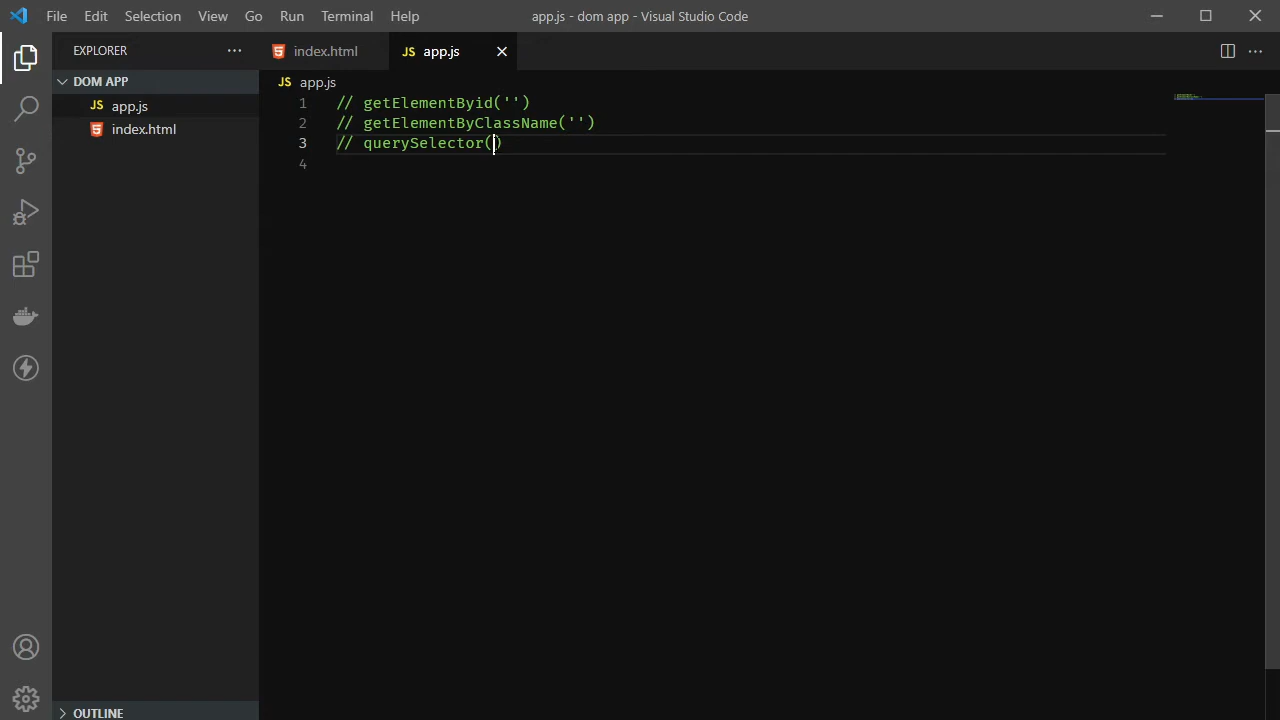 File Edit Selection View Go Run Terminal Help
app.js - dom app - Visual Studio Code
EXPLORER
index.html
JS app.js
DOM APP
JS app.js
index.html
JS app.js
1 // getElementByid('')
2 // getElementByClassName('')
3 // querySelector()
4
OUTLINE